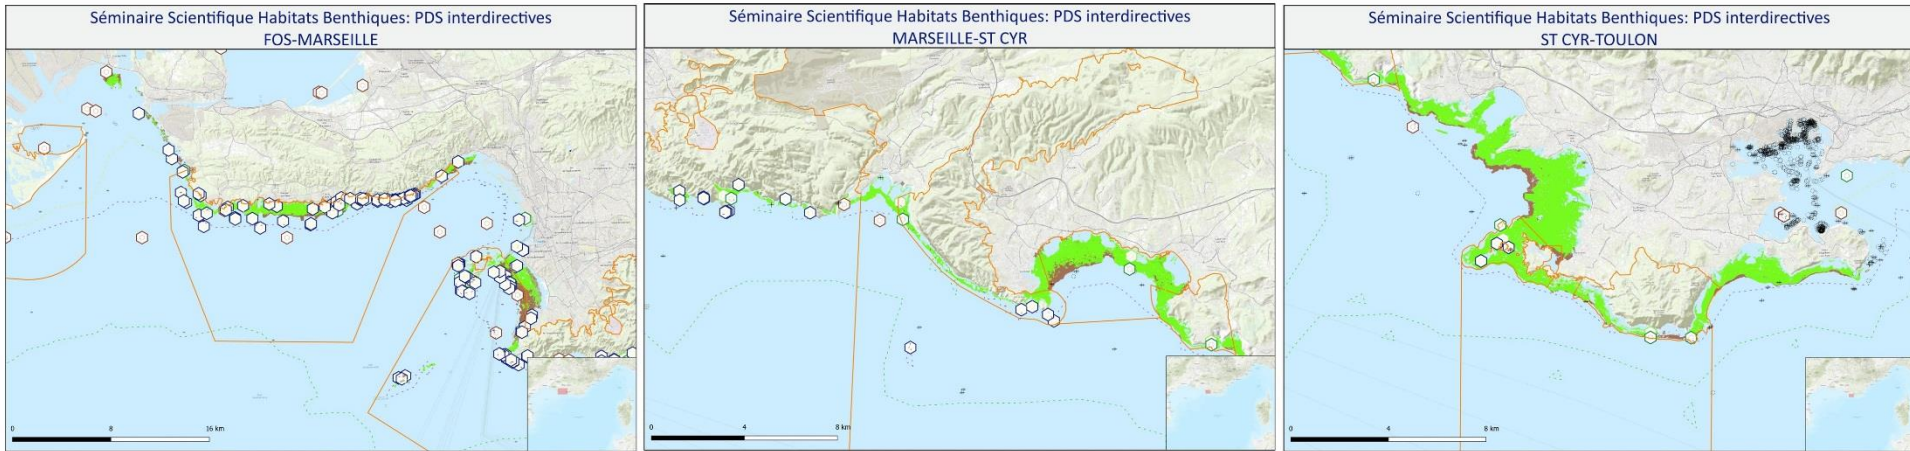 Séminaire Scientifique Habitats Benthiques: PDS interdirectives
FOS-MARSEILLE
0 8 16 km
Séminaire Scientifique Habitats Benthiques: PDS interdirectives
MARSEILLE-ST CYR
0 4 8 km
Séminaire Scientifique Habitats Benthiques: PDS interdirectives
ST CYR-TOULON
0 4 8 km